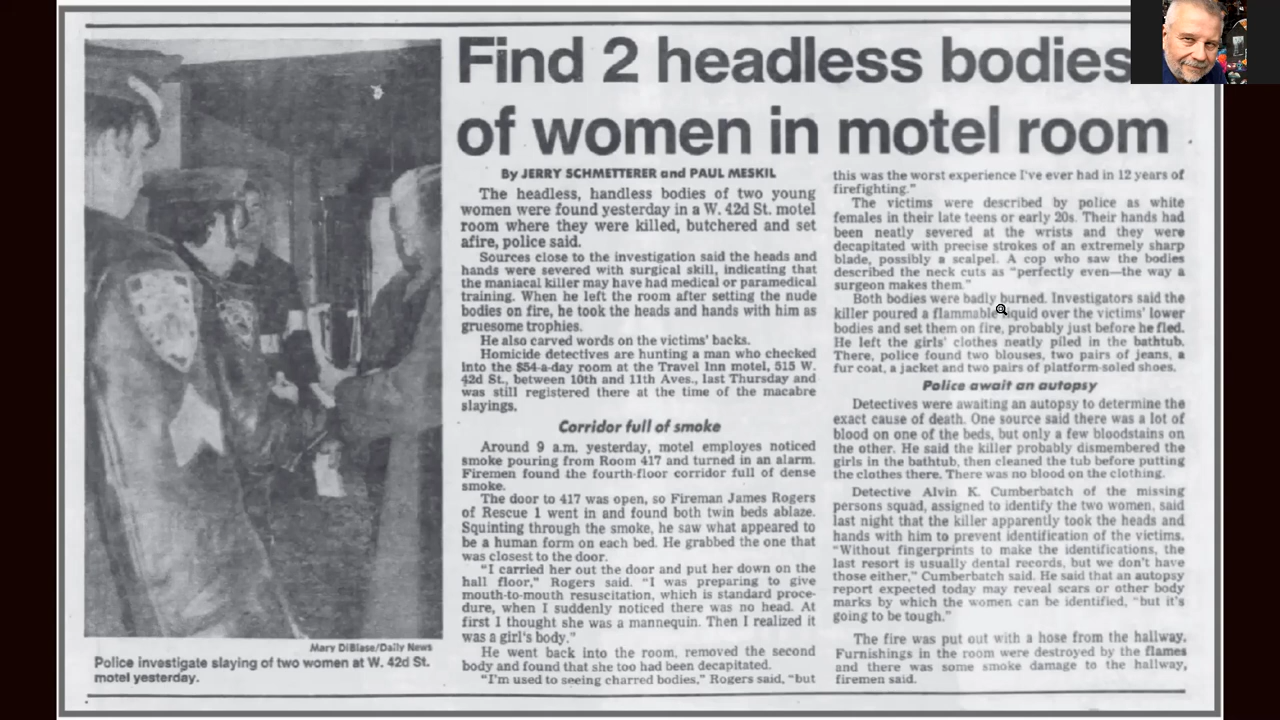 Find 2 headless bodies
of women in motel room
By JERRY SCHMETTERER and PAUL MESKIL
The headless, handless bodies of two young
women were found yesterday in a W. 42d St. motel
room where they were killed, butchered and set
afire, police said.
Sources close to the investigation said the heads and
hands were severed with surgical skill, indicating that
the maniacal killer may have had medical or paramedical
training. When he left the room after setting the nude
bodies on fire, he took the heads and hands with him as
gruesome trophies.
He also carved words on the victims' backs.
Homicide detectives are hunting a man who checked
into the $54-a-day room at the Travel Inn motel, 515 W.
42d St., between 10th and 11th Aves., last Thursday and
was still registered there at the time of the macabre
slayings.
Corridor full of smoke
Around 9 a.m. yesterday, motel employes noticed
smoke pouring from Room 417 and turned in an alarm.
Firemen found the fourth-floor corridor full of dense
smoke.
The door to 417 was open, so Fireman James Rogers
of Rescue 1 went in and found both twin beds ablaze.
Squinting through the smoke, he saw what appeared to
be a human form on each bed. He grabbed the one that
was closest to the door.
"I carried her out the door and put her down on the
hall floor," Rogers said. "I was preparing to give
mouth-to-mouth resuscitation, which is standard proce-
dure, when I suddenly noticed there was no head. At
first I thought she was a mannequin. Then I realized it
was a girl's body."
He went back into the room, removed the second
body and found that she too had been decapitated.
"I'm used to seeing charred bodies," Rogers said, "but
this was the worst experience I've ever had in 12 years of
firefighting."
The victims were described by police as white
females in their late teens or early 20s. Their hands had
been neatly severed at the wrists and they were
decapitated with precise strokes of an extremely sharp
blade, possibly a scalpel. A cop who saw the bodies
described the neck cuts as "perfectly even—the way a
surgeon makes them."
Both bodies were badly burned. Investigators said the
killer poured a flammable liquid over the victims' lower
bodies and set them on fire, probably just before he fled.
He left the girls' clothes neatly piled in the bathtub.
There, police found two blouses, two pairs of jeans, a
fur coat, a jacket and two pairs of platform-soled shoes.
Police await an autopsy
Detectives were awaiting an autopsy to determine the
exact cause of death. One source said there was a lot of
blood on one of the beds, but only a few bloodstains on
the other. He said the killer probably dismembered the
girls in the bathtub, then cleaned the tub before putting
the clothes there. There was no blood on the clothing.
Detective Alvin K. Cumberbatch of the missing
persons squad, assigned to identify the two women, said
last night that the killer apparently took the heads and
hands with him to prevent identification of the victims.
"Without fingerprints to make the identifications, the
last resort is usually dental records, but we don't have
those either," Cumberbatch said. He said that an autopsy
report expected today may reveal scars or other body
marks by which the women can be identified, "but it's
going to be tough."
The fire was put out with a hose from the hallway.
Furnishings in the room were destroyed by the flames
and there was some smoke damage to the hallway,
firemen said.
Mary DiBlase/Daily News
Police investigate slaying of two women at W. 42d St.
motel yesterday.